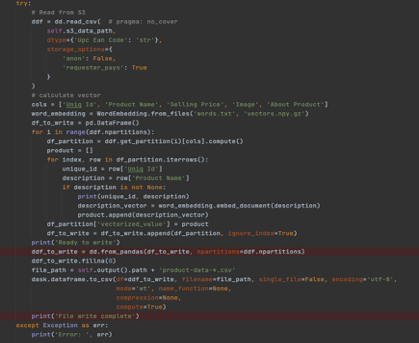 try:
# Read from S3
ddf = dd.read_csv(  # pragma: no_cover
self.s3_data_path,
dtype={'Upc Ean Code': 'str'},
storage_options={
'anon': False,
'requester_pays': True
}
)
# calculate vector
cols = ['Uniq Id', 'Product Name', 'Selling Price', 'Image', 'About Product']
word_embedding = WordEmbedding.from_files('words.txt', 'vectors.npy.gz')
df_to_write = pd.DataFrame()
for i in range(ddf.npartitions):
df_partition = ddf.get_partition(i)[cols].compute()
product = []
for index, row in df_partition.iterrows():
unique_id = row['Uniq Id']
description = row['Product Name']
if description is not None:
print(unique_id, description)
description_vector = word_embedding.embed_document(description)
product.append(description_vector)
df_partition['vectorized_value'] = product
df_to_write = df_to_write.append(df_partition, ignore_index=True)
print('Ready to write')
ddf_to_write = dd.from_pandas(df_to_write, npartitions=ddf.npartitions)
ddf_to_write.fillna(0)
file_path = self.output().path + 'product-data-*.csv'
dask.dataframe.to_csv(df=ddf_to_write, filename=file_path, single_file=False, encoding='utf-8',
mode='wt', name_function=None,
compression=None,
compute=True)
print('File write complete')
except Exception as err:
print('Error: ', err)